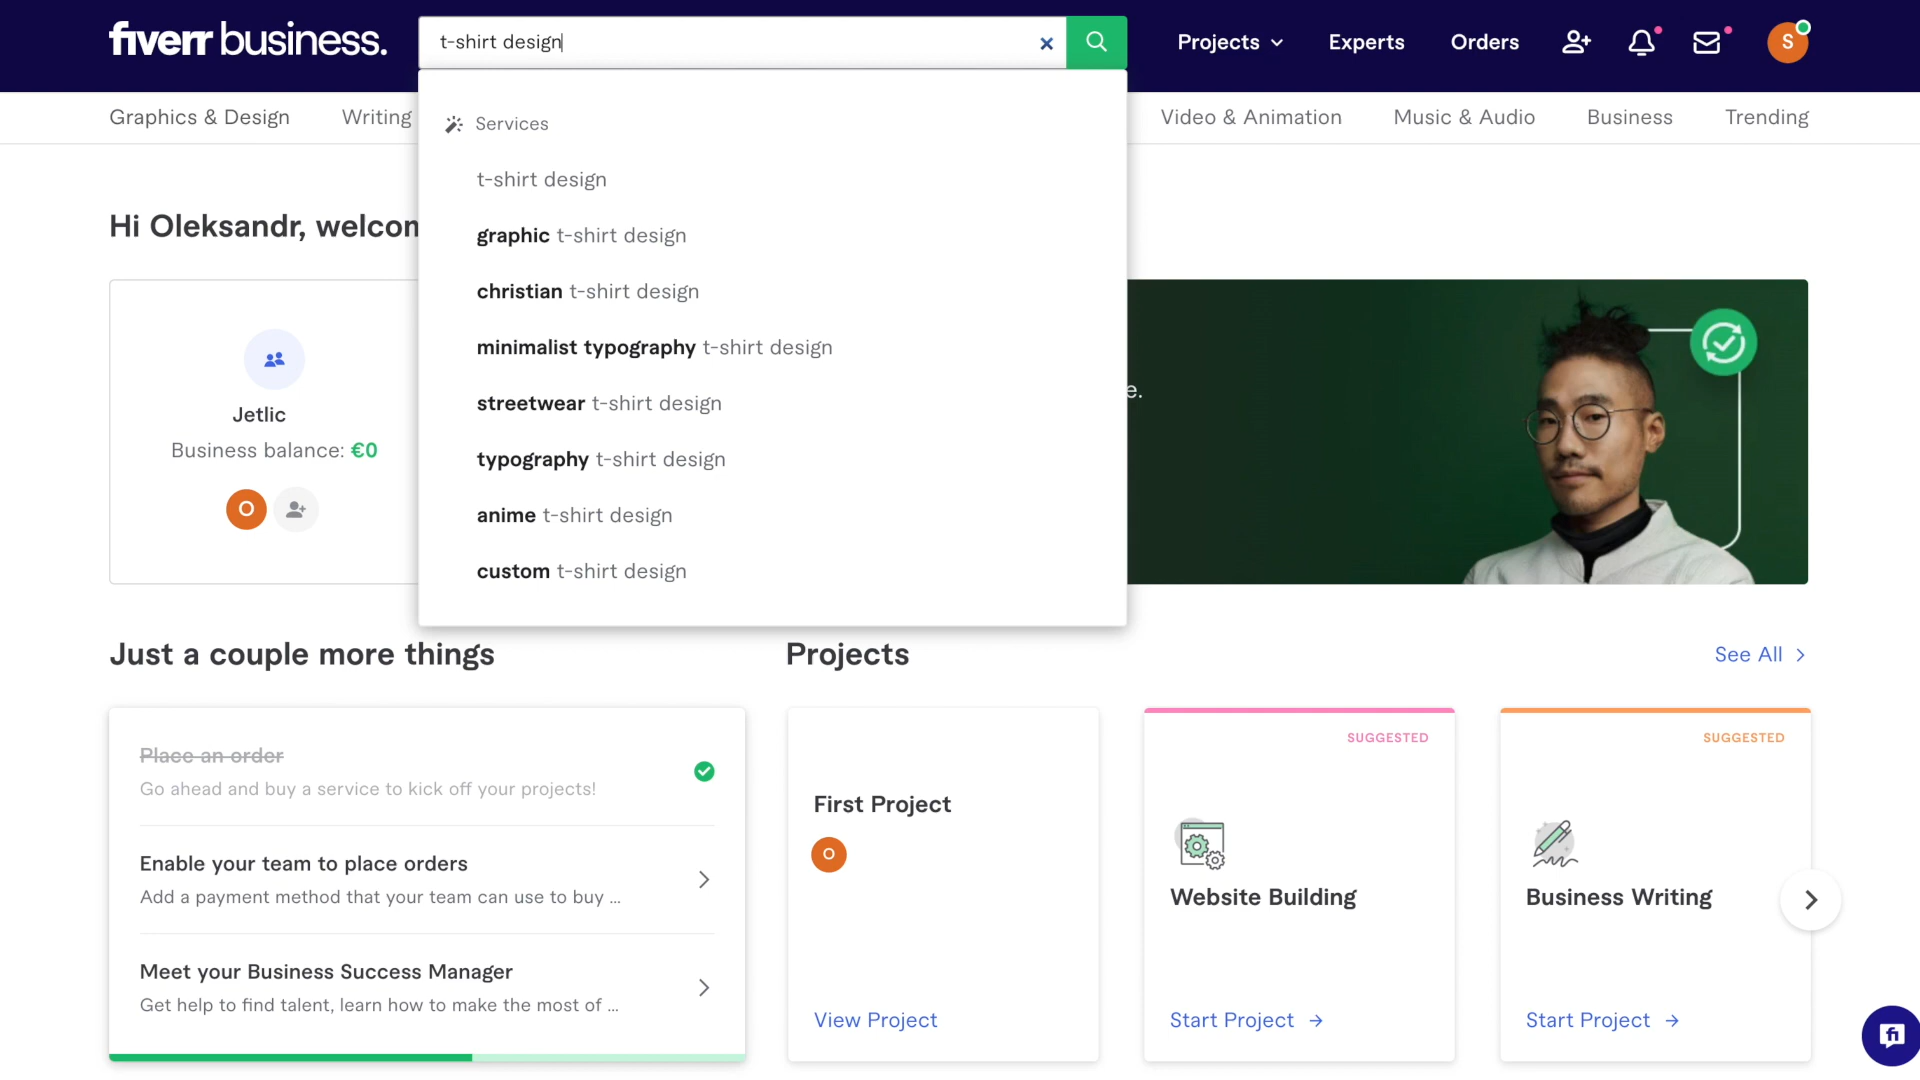 fiverr business.
t-shirt design
Projects
Experts
Orders
S
Graphics & Design
Writing
Video & Animation
Music & Audio
Business
Trending
Services
t-shirt design
graphic t-shirt design
christian t-shirt design
minimalist typography t-shirt design
streetwear t-shirt design
typography t-shirt design
anime t-shirt design
custom t-shirt design
Hi Oleksandr, welcom
Jetlic
Business balance: €0
O
e.
Just a couple more things
Place an order
Go ahead and buy a service to kick off your projects!
Enable your team to place orders
Add a payment method that your team can use to buy ...
Meet your Business Success Manager
Get help to find talent, learn how to make the most of ...
Projects
See All
First Project
O
View Project
SUGGESTED
Website Building
Start Project
SUGGESTED
Business Writing
Start Project
fi